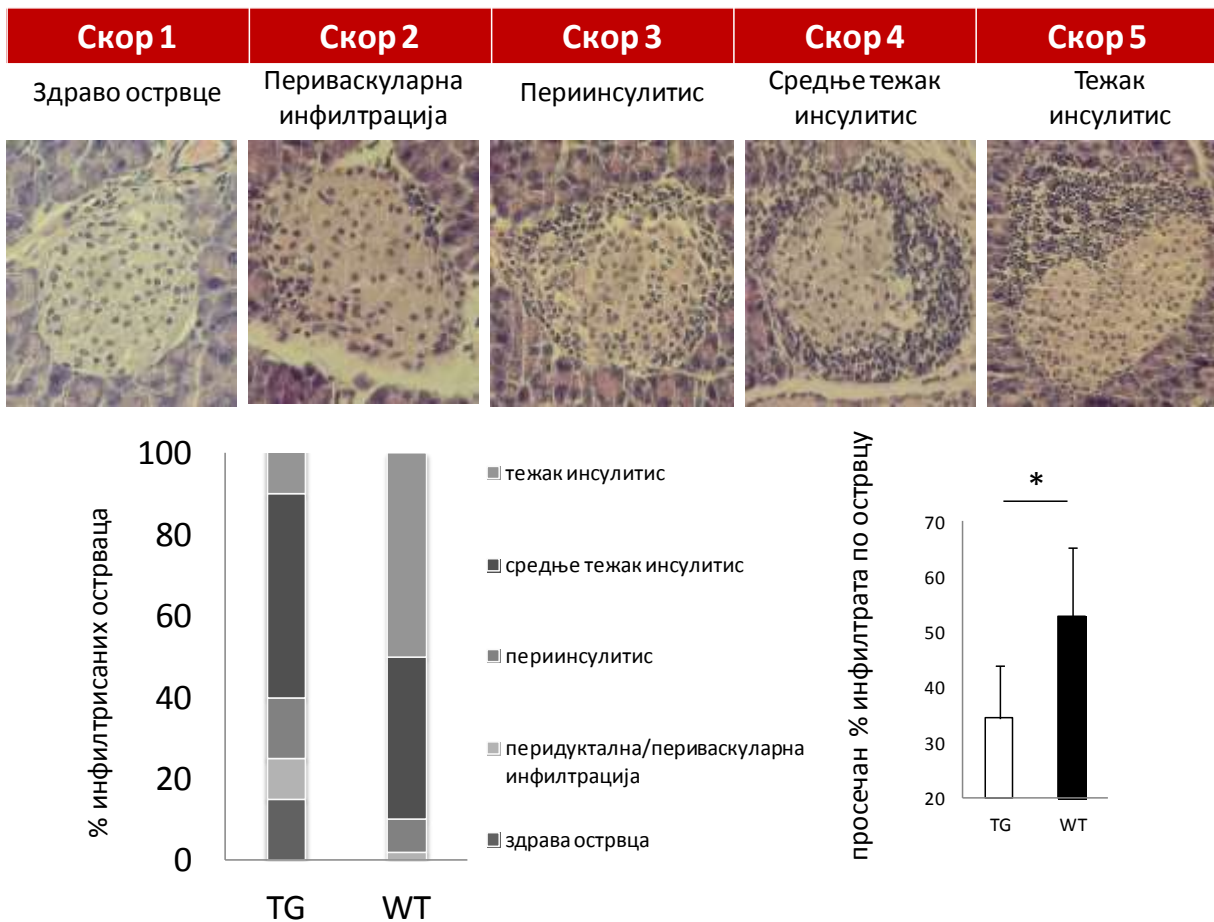 Скор 1
Скор 2
Скор 3
Скор 4
Скор 5
Здраво острвце
Периваскуларна
инфилтрација
Периинсулитис
Средње тежак
инсулитис
Тежак
инсулитис
% инфилтрисаних острваца
100
80
60
40
20
0
TG
WT
тежак инсулитис
средње тежак инсулитис
периинсулитис
перидуктална/периваскуларна
инфилтрација
здрава острвца
просечан % инфилтрата по острвцу
*
70
60
50
40
30
20
TG
WT